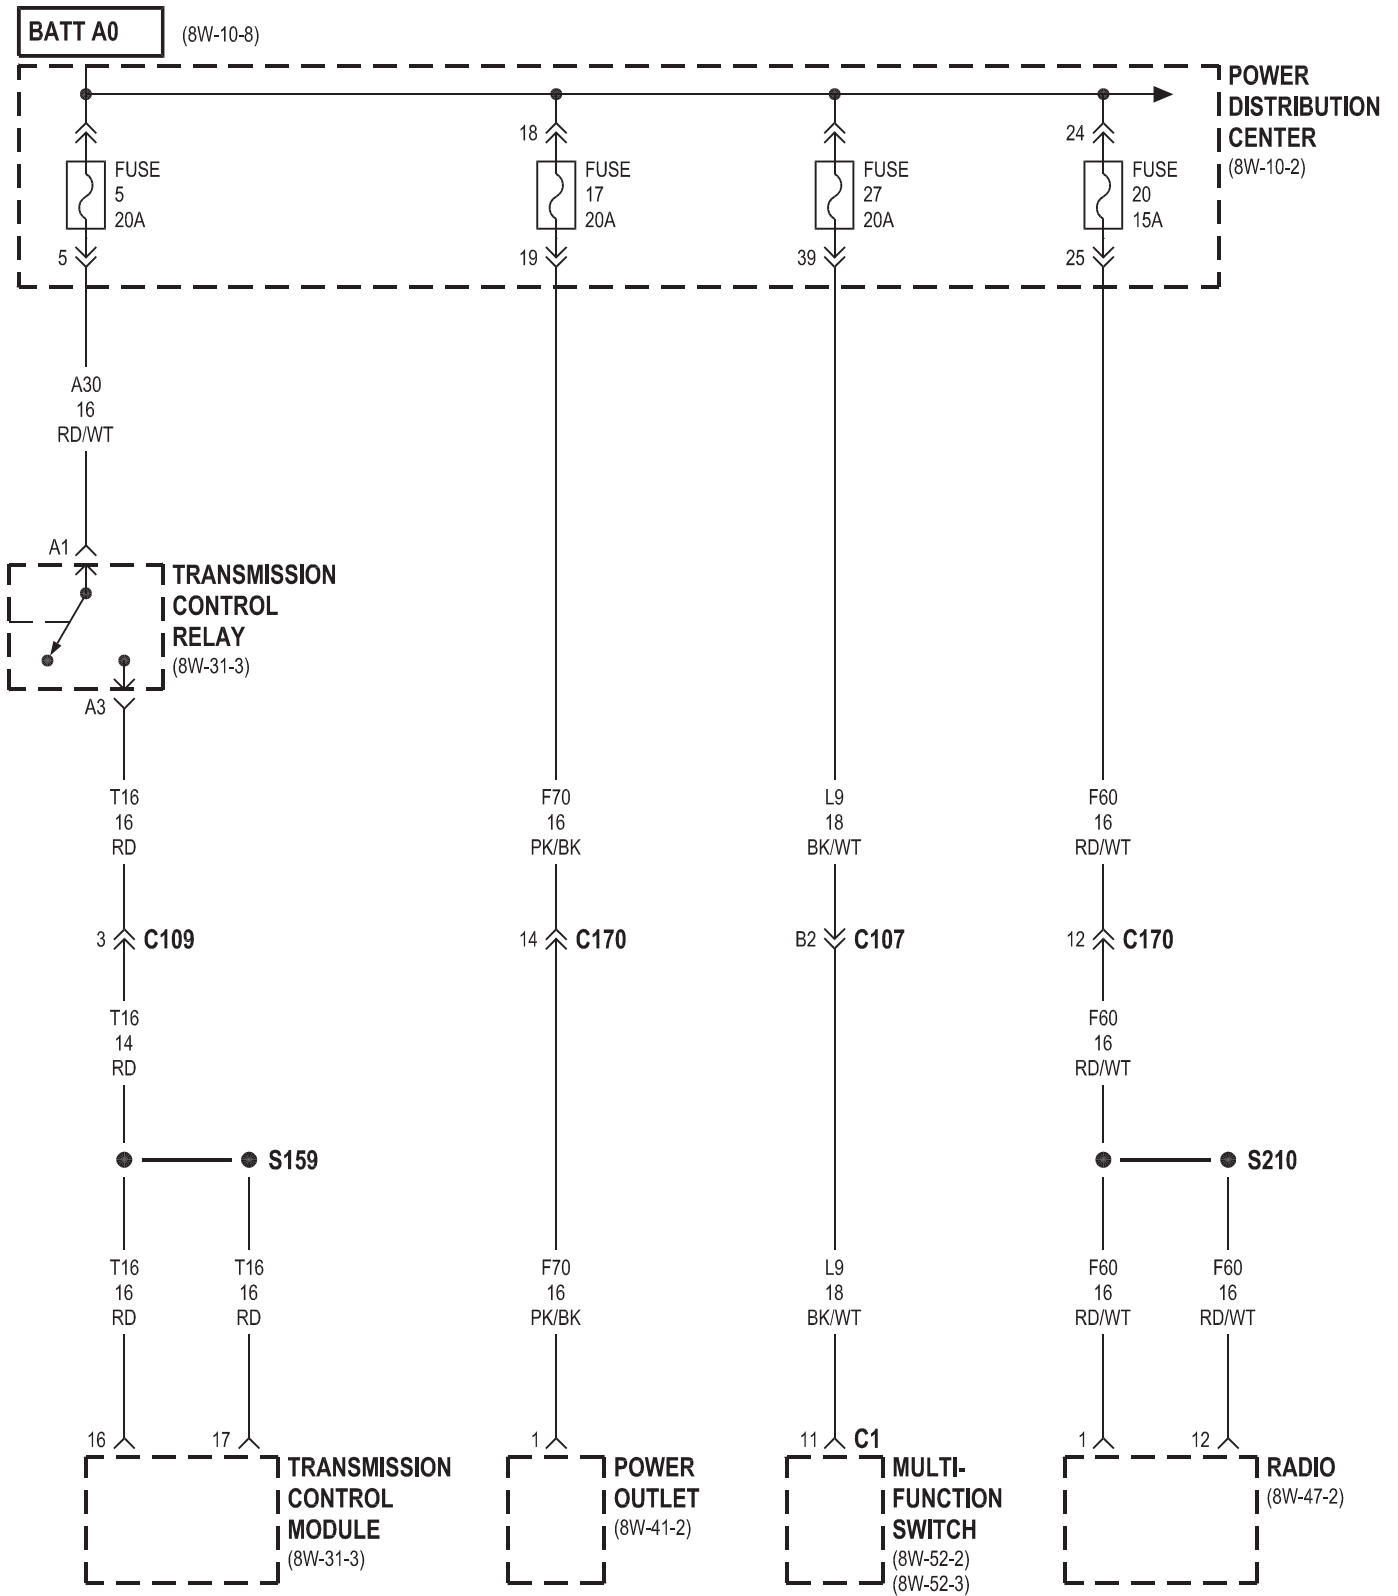 BATT A0 (8W-10-8)
POWER
DISTRIBUTION
CENTER
(8W-10-2)
18 24
FUSE FUSE FUSE FUSE
5 17 27 20
20A 20A 20A 15A
5 19 39 25
A30
16
RD/WT
A1
TRANSMISSION
CONTROL
RELAY
(8W-31-3)
A3
T16 F70 L9 F60
16 16 18 16
RD PK/BK BK/WT RD/WT
3 C109 14 C170 B2 C107 12 C170
T16 F60
14 16
RD RD/WT
S159 S210
T16 T16 F70 L9 F60 F60
16 16 16 18 16 16
RD RD PK/BK BK/WT RD/WT RD/WT
16 17 1 11 C1 1 12
TRANSMISSION
CONTROL
MODULE
(8W-31-3)
POWER
OUTLET
(8W-41-2)
MULTI-
FUNCTION
SWITCH
(8W-52-2)
(8W-52-3)
RADIO
(8W-47-2)